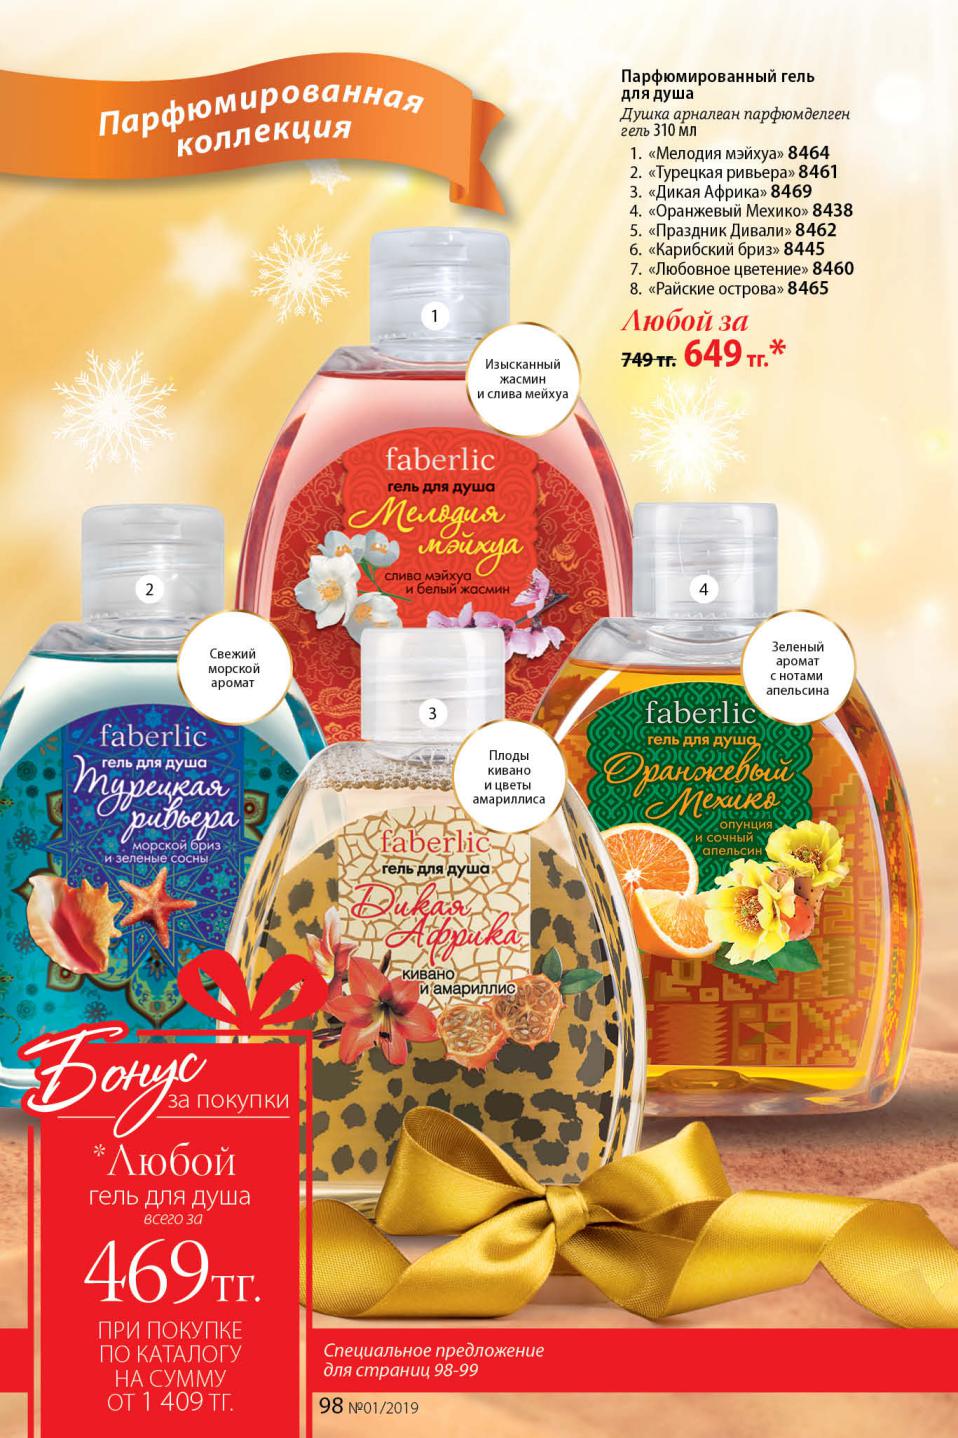 Парфюмированная
коллекция
Парфюмированный гель
для душа
Душка арналған парфюмделген
гель 310 мл
1. «Мелодия мэйхуа» 8464
2. «Турецкая ривьера» 8461
3. «Дикая Африка» 8469
4. «Оранжевый Мехико» 8438
5. «Праздник Дивали» 8462
6. «Карибский бриз» 8445
7. «Любовное цветение» 8460
8. «Райские острова» 8465
Любой за
749 тг. 649 тг.*
1
Изысканный
жасмин
и слива мейхуа
faberlic
гель для душа
Мелодия
мэйхуа
слива мэйхуа
и белый жасмин
2
Свежий
морской
аромат
faberlic
гель для душа
Турецкая
ривьера
морской бриз
и зеленые сосны
3
Плоды
кивано
и цветы
амариллиса
faberlic
гель для душа
Дикая
Африка
кивано
и амариллис
4
Зеленый
аромат
с нотами
апельсина
faberlic
гель для душа
Оранжевый
Мехико
опунция
и сочный
апельсин
Бонус
за покупки
*Любой
гель для душа
всего за
469 тг.
ПРИ ПОКУПКЕ
ПО КАТАЛОГУ
НА СУММУ
ОТ 1 409 ТГ.
Специальное предложение
для страниц 98-99
98 №01/2019